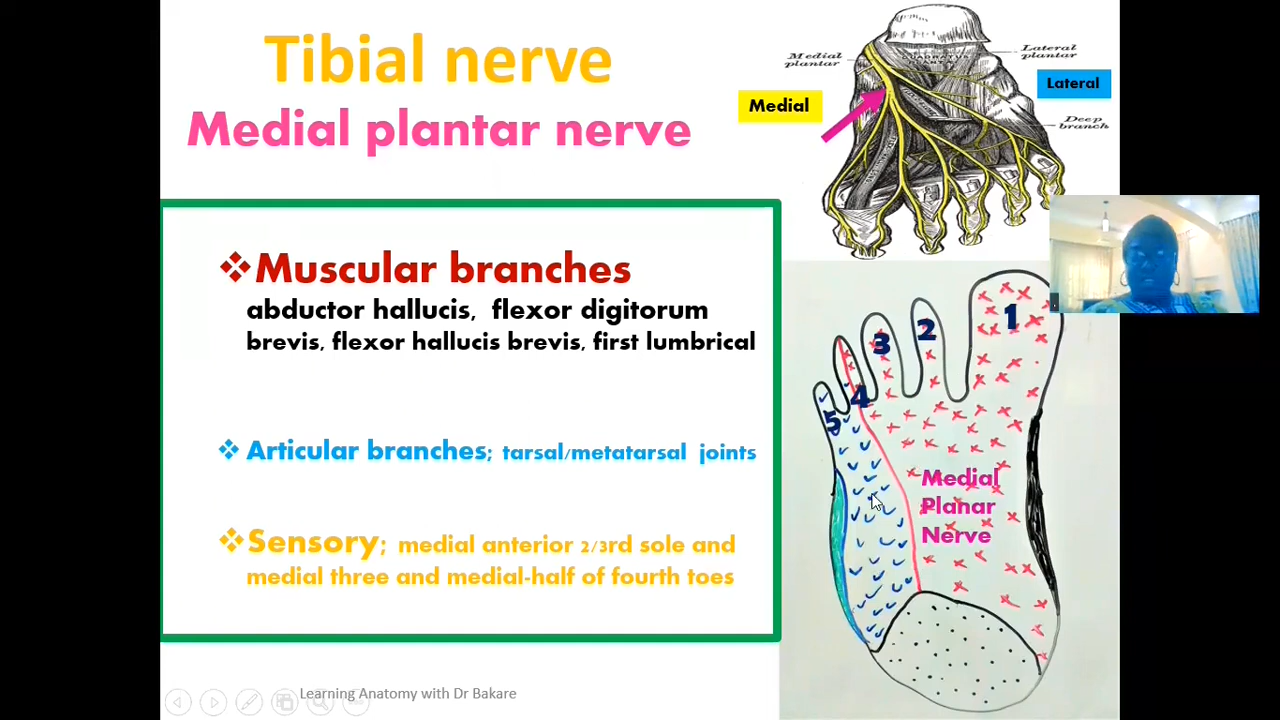 Tibial nerve
Medial plantar nerve
❖Muscular branches
abductor hallucis, flexor digitorum
brevis, flexor hallucis brevis, first lumbrical
❖ Articular branches; tarsal/metatarsal joints
❖Sensory; medial anterior 2/3rd sole and
medial three and medial-half of fourth toes
Learning Anatomy with Dr Bakare
Medial
plantar
Lateral
plantar
Lateral
Medial
Deep
branch
1
2
3
4
5
Medial
Planar
Nerve